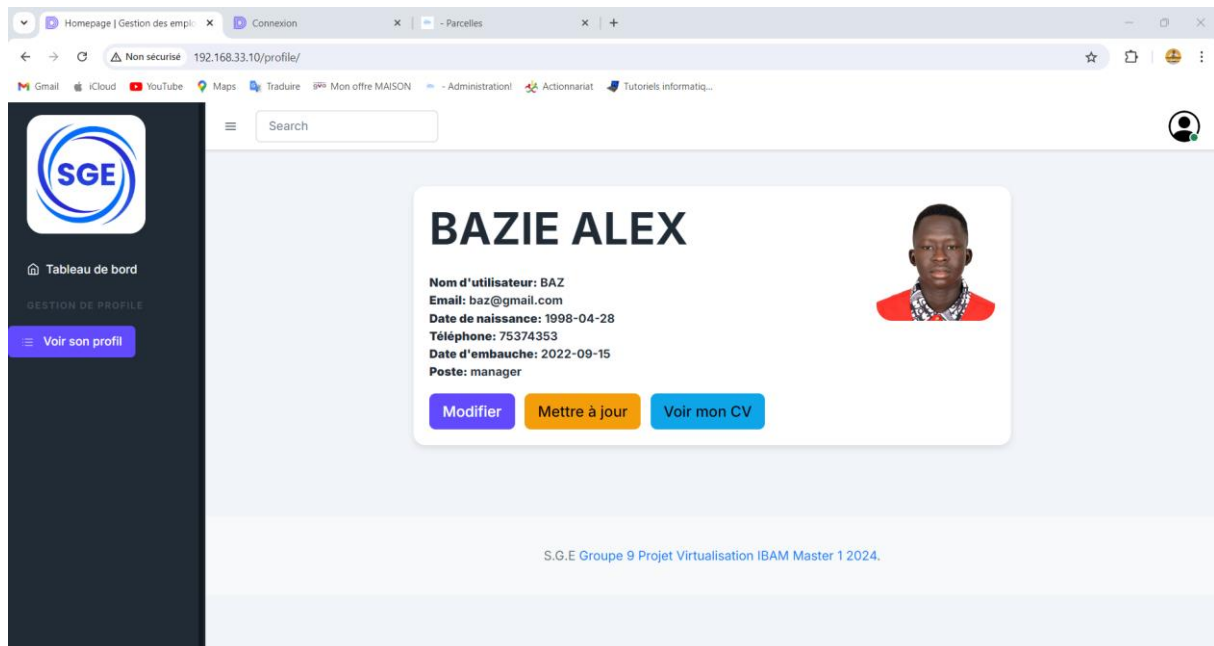 Homepage | Gestion des emplo
Connexion
- Parcelles
Non sécurisé 192.168.33.10/profile/
Gmail iCloud YouTube Maps Traduire Mon offre MAISON - Administration! Actionnariat Tutoriels informatiq...
SGE
Search
BAZIE ALEX
Tableau de bord
GESTION DE PROFILE
Voir son profil
Nom d'utilisateur: BAZ
Email: baz@gmail.com
Date de naissance: 1998-04-28
Téléphone: 75374353
Date d'embauche: 2022-09-15
Poste: manager
Modifier Mettre à jour Voir mon CV
S.G.E Groupe 9 Projet Virtualisation IBAM Master 1 2024.